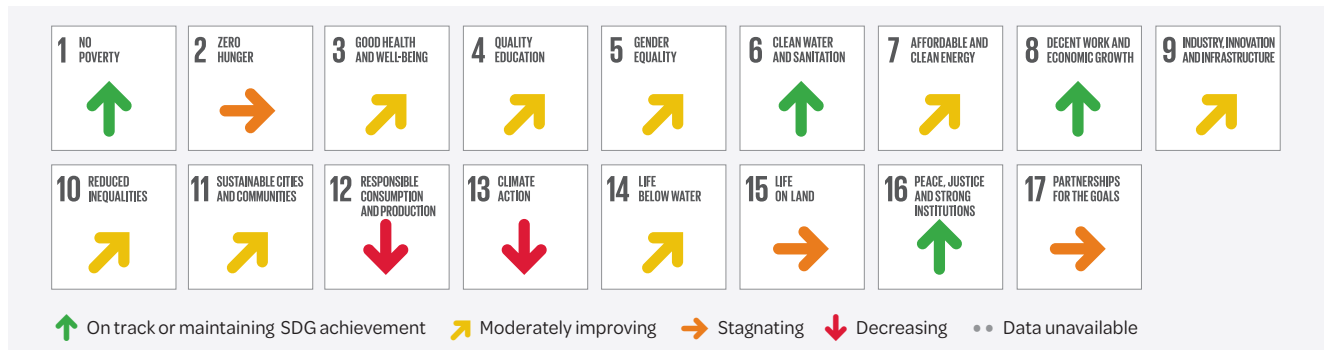 1 NO
POVERTY
2 ZERO
HUNGER
3 GOOD HEALTH
AND WELL-BEING
4 QUALITY
EDUCATION
5 GENDER
EQUALITY
6 CLEAN WATER
AND SANITATION
7 AFFORDABLE AND
CLEAN ENERGY
8 DECENT WORK AND
ECONOMIC GROWTH
9 INDUSTRY, INNOVATION
AND INFRASTRUCTURE
10 REDUCED
INEQUALITIES
11 SUSTAINABLE CITIES
AND COMMUNITIES
12 RESPONSIBLE
CONSUMPTION
AND PRODUCTION
13 CLIMATE
ACTION
14 LIFE
BELOW WATER
15 LIFE
ON LAND
16 PEACE, JUSTICE
AND STRONG
INSTITUTIONS
17 PARTNERSHIPS
FOR THE GOALS
On track or maintaining SDG achievement
Moderately improving
Stagnating
Decreasing
Data unavailable